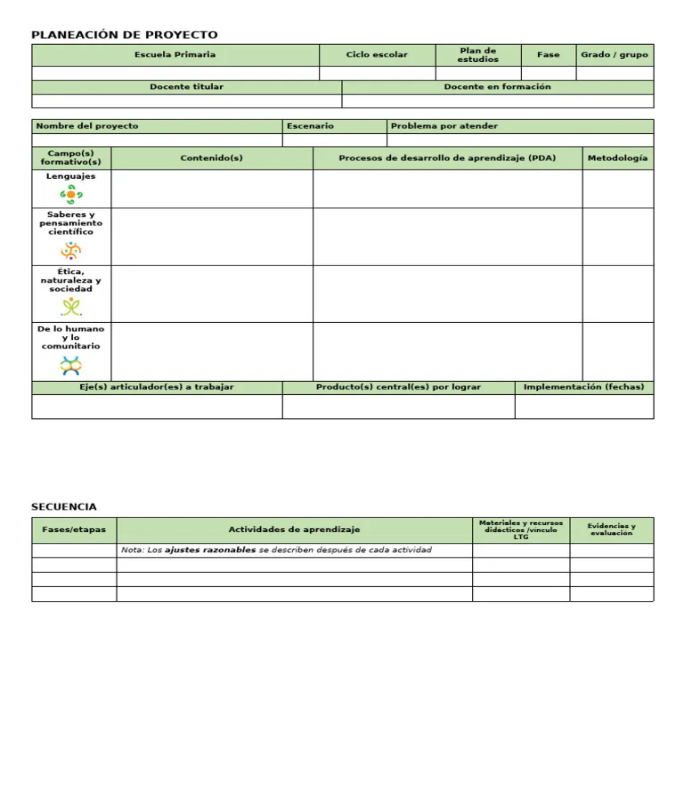 PLANEACIÓN DE PROYECTO
Escuela Primaria
Ciclo escolar
Plan de
estudios
Fase
Grado / grupo
Docente titular
Docente en formación
Nombre del proyecto
Escenario
Problema por atender
Campo(s)
formativo(s)
Contenido(s)
Procesos de desarrollo de aprendizaje (PDA)
Metodología
Lenguajes
Saberes y
pensamiento
científico
Ética,
naturaleza y
sociedad
De lo humano
y lo
comunitario
Eje(s) articulador(es) a trabajar
Producto(s) central(es) por lograr
Implementación (fechas)
SECUENCIA
Fases/etapas
Actividades de aprendizaje
Materiales y recursos
didácticos /vínculo
LTG
Evidencias y
evaluación
Nota: Los ajustes razonables se describen después de cada actividad